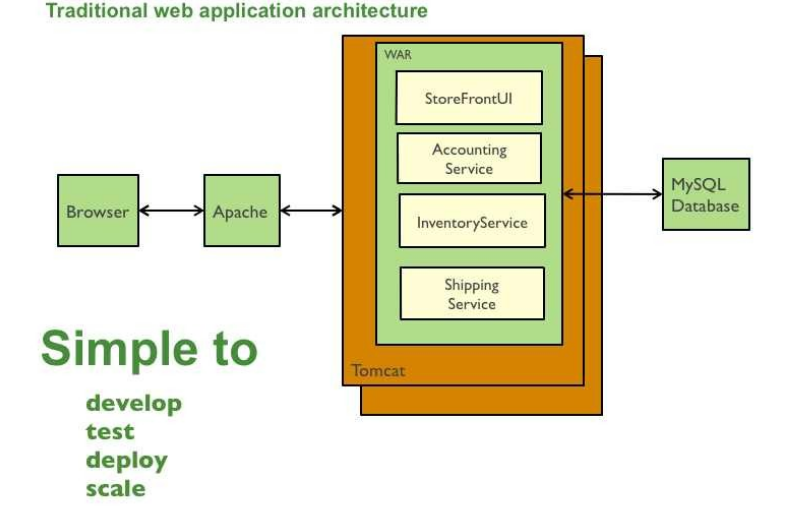 Traditional web application architecture
WAR
StoreFrontUI
Accounting
Service
InventoryService
Shipping
Service
Browser
Apache
MySQL
Database
Tomcat
Simple to
develop
test
deploy
scale